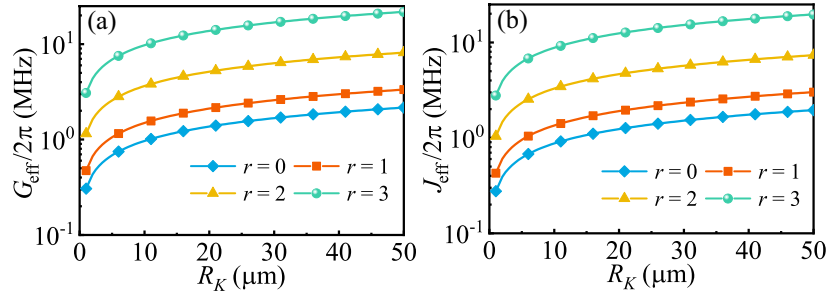 (a)
G_eff/2π (MHz)
10^1
10^0
10^-1
r = 0
r = 1
r = 2
r = 3
0 10 20 30 40 50
R_K (μm)
(b)
J_eff/2π (MHz)
10^1
10^0
10^-1
r = 0
r = 1
r = 2
r = 3
0 10 20 30 40 50
R_K (μm)